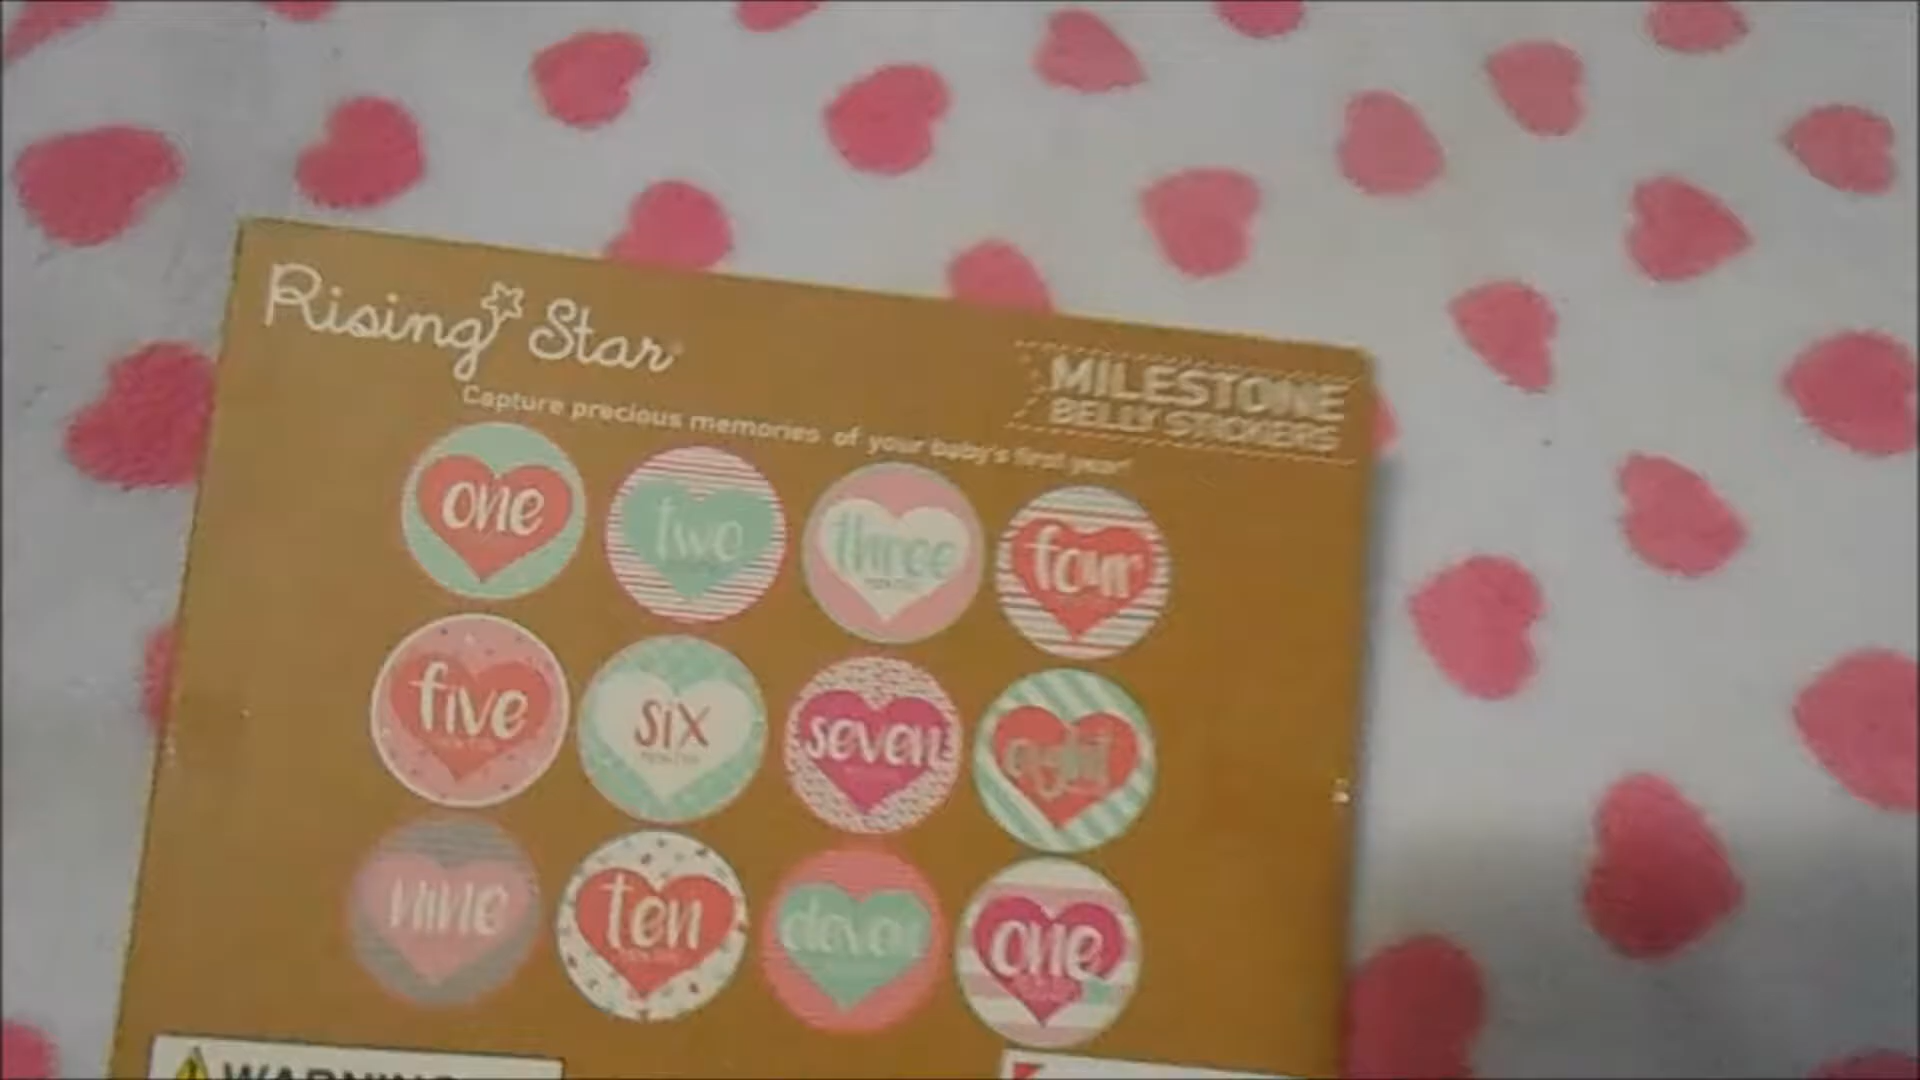 Rising Star
MILESTONE
BELLY STICKERS
Capture precious memories of your baby's first year!
one
two
three
four
five
six
seven
eight
nine
ten
eleven
one
WARNING